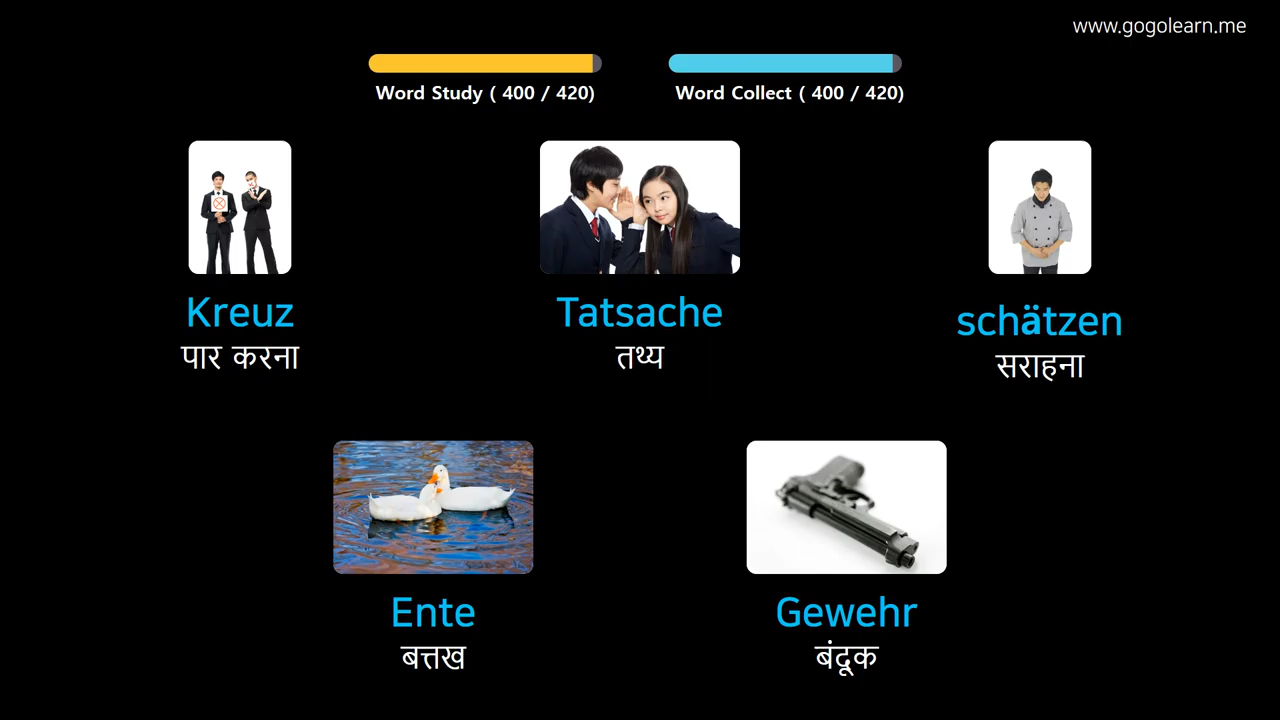 www.gogolearn.me
Word Study ( 400 / 420)
Word Collect ( 400 / 420)
Kreuz
पार करना
Tatsache
तथ्य
schätzen
सराहना
Ente
बत्तख
Gewehr
बंदूक